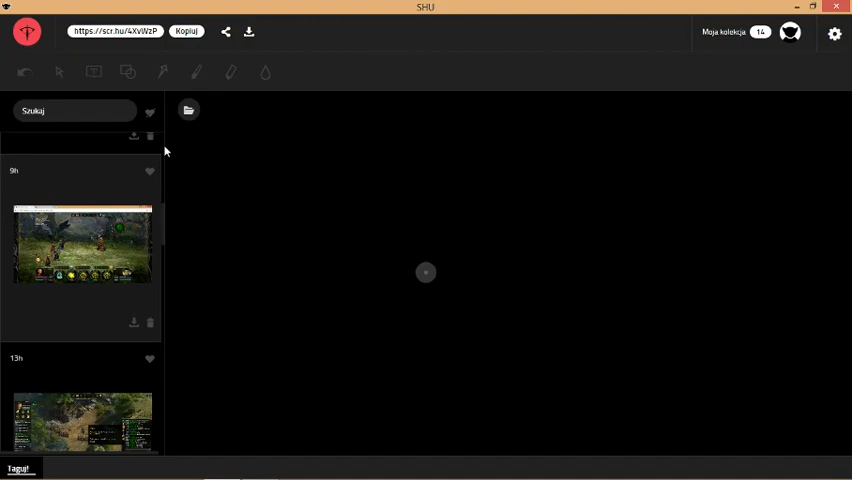 SHU
https://scr.hu/4XvWzP Kopiuj
Moja kolekcja 14
Szukaj
9h
13h
Taguj!